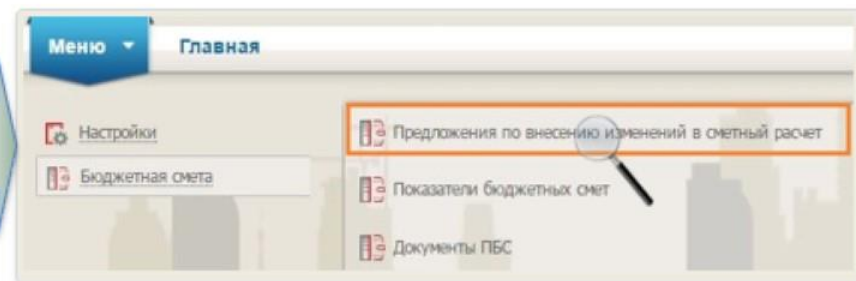 Меню Главная
Настройки
Предложения по внесению изменений в сметный расчет
Бюджетная смета
Показатели бюджетных смет
Документы ПБС